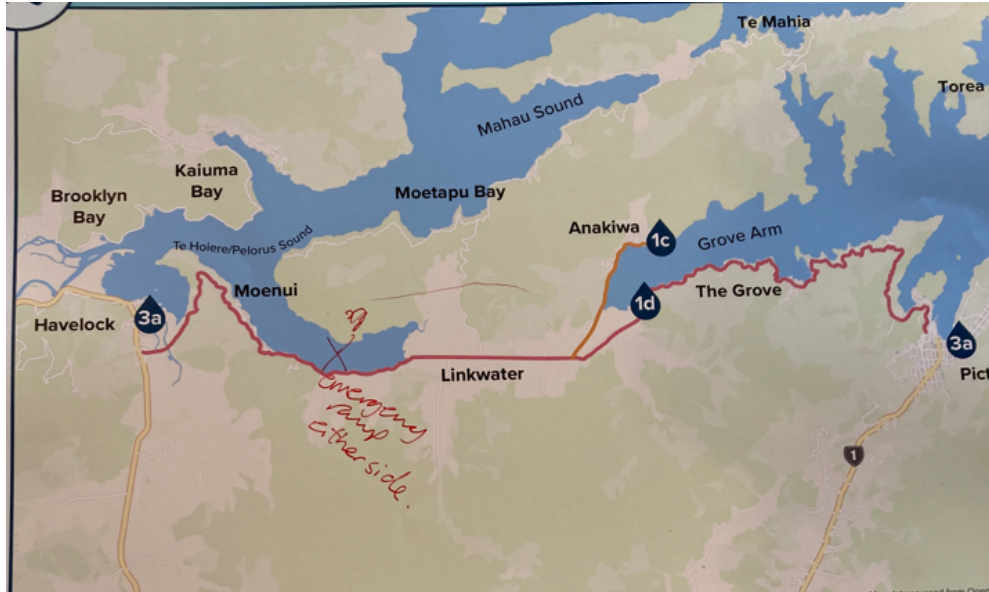 Te Mahia
Torea
Mahau Sound
Kaiuma
Bay
Brooklyn
Bay
Moetapu Bay
Anakiwa
1c
Grove Arm
Te Hoiere/Pelorus Sound
Moenui
The Grove
1d
3a
Havelock
3a
Linkwater
Pict
emergency
ramp
either side
1